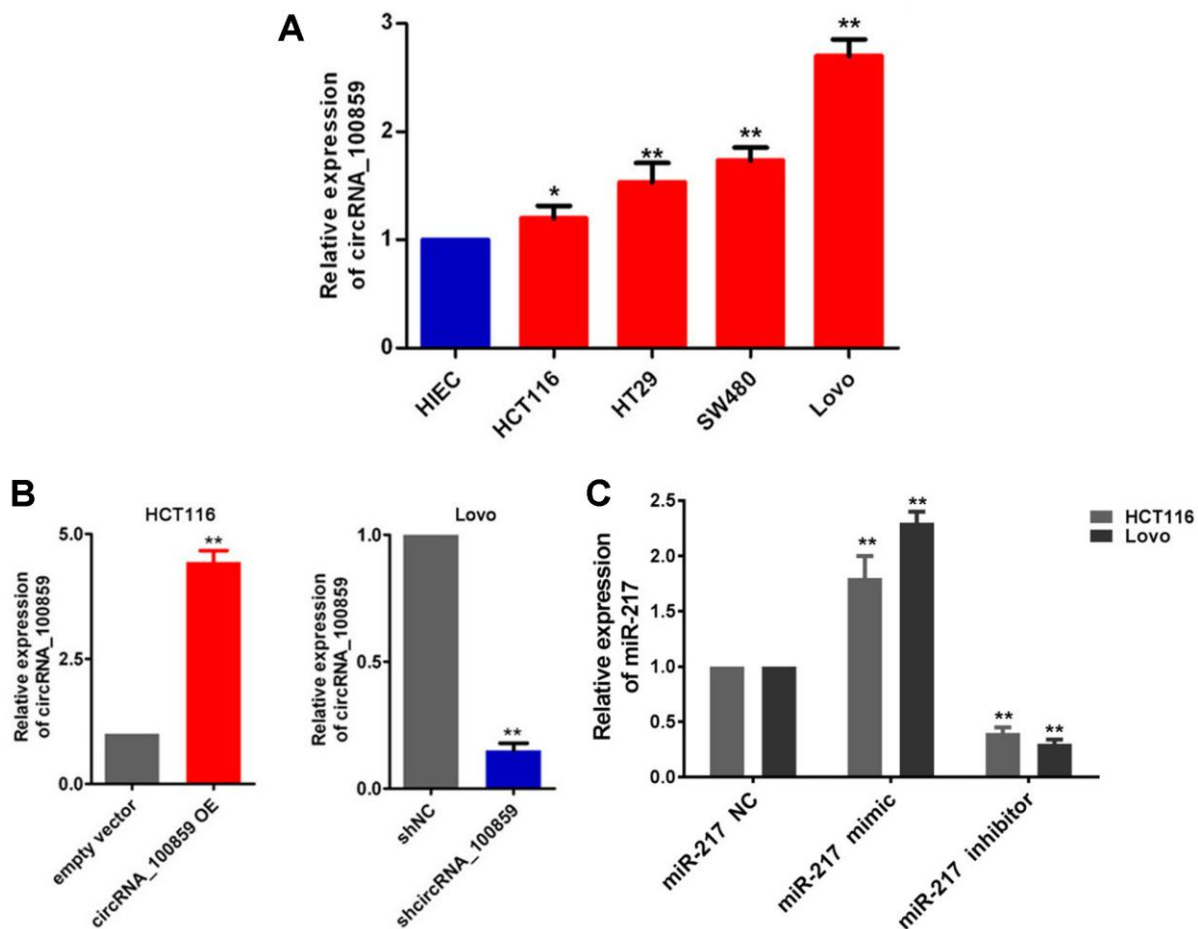 A
Relative expression
of circRNA_100859
3
2
1
0
*
**
**
**
HIEC
HCT116
HT29
SW480
Lovo
B
HCT116
Relative expression
of circRNA_100859
5.0
2.5
0.0
**
empty vector
circRNA_100859 OE
Lovo
Relative expression
of circRNA_100859
1.0
0.5
0.0
**
shNC
shcircRNA_100859
C
Relative expression
of miR-217
2.5
2.0
1.5
1.0
0.5
0.0
**
**
**
**
HCT116
Lovo
miR-217 NC
miR-217 mimic
miR-217 inhibitor